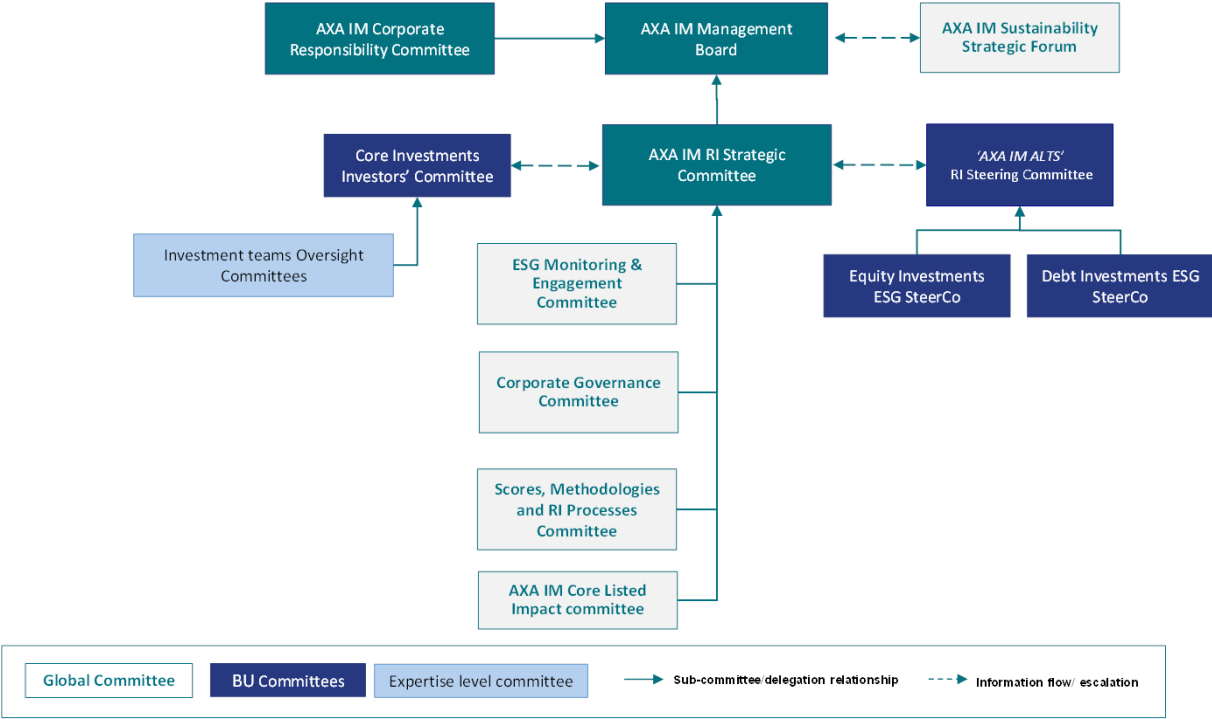 AXA IM Corporate
Responsibility Committee
AXA IM Management
Board
AXA IM Sustainability
Strategic Forum
Core Investments
Investors’ Committee
AXA IM RI Strategic
Committee
‘AXA IM ALTS’
RI Steering Committee
Investment teams Oversight
Committees
ESG Monitoring &
Engagement
Committee
Equity Investments
ESG SteerCo
Debt Investments ESG
SteerCo
Corporate Governance
Committee
Scores, Methodologies
and RI Processes
Committee
AXA IM Core Listed
Impact committee
Global Committee
BU Committees
Expertise level committee
Sub-committee/delegation relationship
Information flow/ escalation